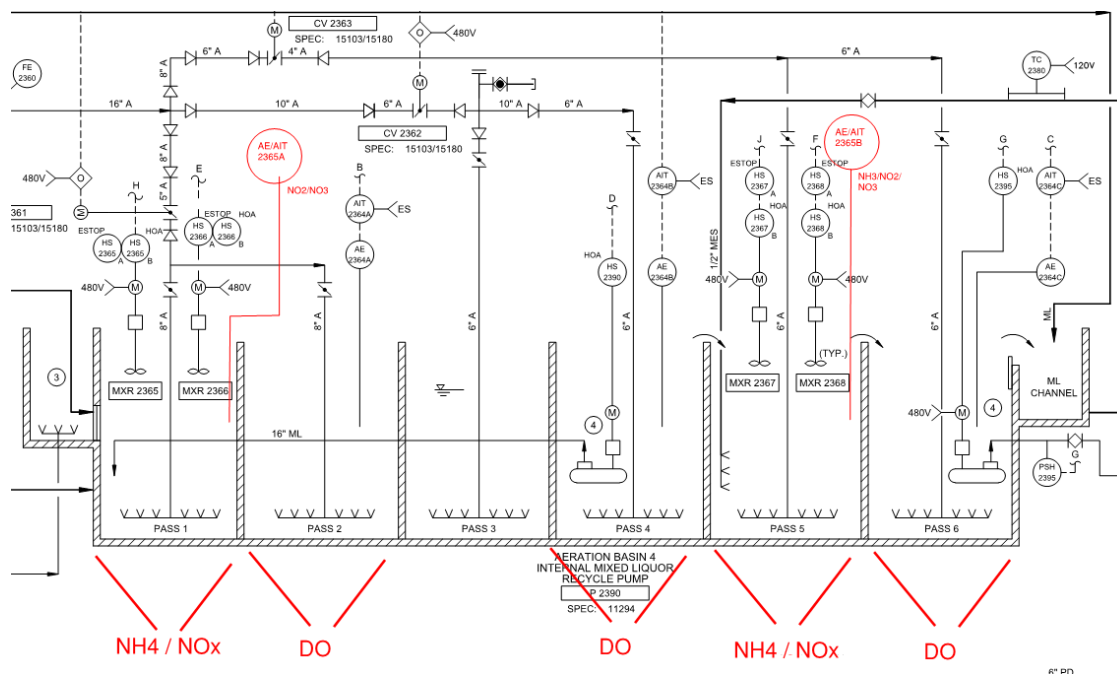 M
CV 2363
SPEC: 15103/15180
480V
FE
2360
8" A
6" A
4" A
6" A
M
TC
2380
120V
16" A
10" A
6" A
10" A
6" A
CV 2362
SPEC: 15103/15180
8" A
AE/AIT
2365A
NO2/NO3
AE/AIT
2365B
NH3/NO2/
NO3
480V
H
E
B
D
J
F
G
C
5" A
361
15103/15180
M
ESTOP
HS
2365
A
HS
2365
B
HOA
ESTOP
HS
2366
A
HS
2366
B
HOA
AIT
2364A
ES
AE
2364A
AIT
2364B
ES
AE
2364B
HOA
HS
2390
ESTOP
HS
2367
A
HOA
HS
2367
B
ESTOP
HS
2368
A
HOA
HS
2368
B
HOA
HS
2395
AIT
2364C
ES
AE
2364C
1/2" MES
480V
M
M
480V
480V
M
M
480V
8" A
8" A
6" A
6" A
6" A
6" A
ML
(TYP.)
3
MXR 2365
MXR 2366
MXR 2367
MXR 2368
ML
CHANNEL
16" ML
M
4
480V
M
4
PSH
2395
G
PASS 1
PASS 2
PASS 3
PASS 4
PASS 5
PASS 6
AERATION BASIN 4
INTERNAL MIXED LIQUOR
RECYCLE PUMP
P 2390
SPEC: 11294
NH4 / NOx
DO
DO
NH4 / NOx
DO
6" PD